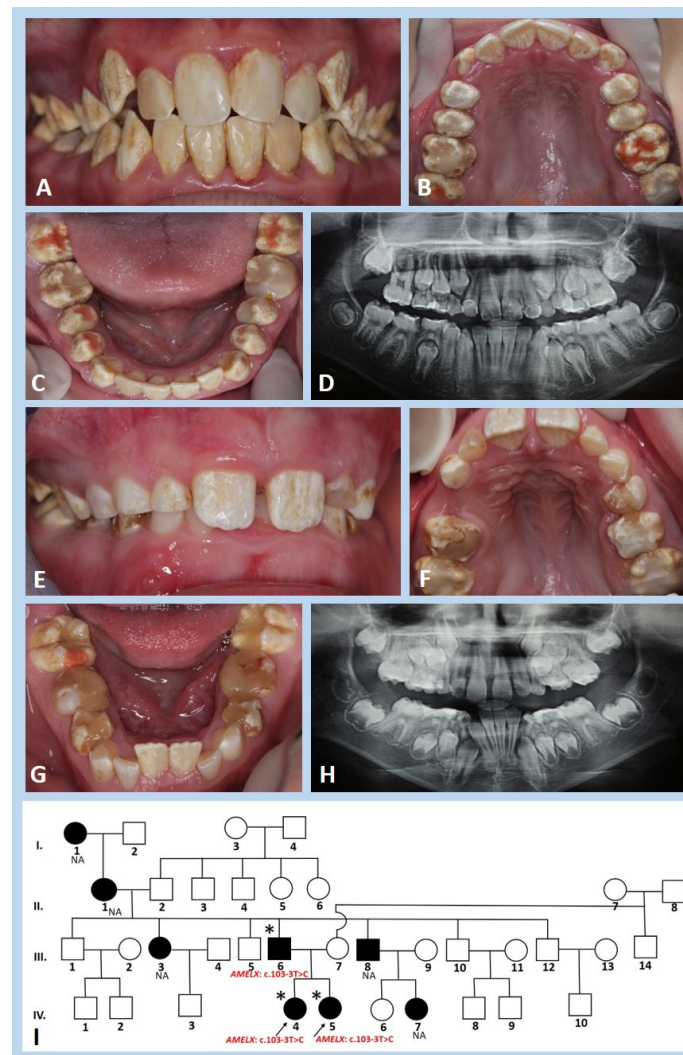 A
B
C
D
E
F
G
H
I.
1 2 3 4
NA
II.
1 NA 2 3 4 5 6 7 8
*
III.
1 2 3 4 5 6 7 8 9 10 11 12 13 14
NA NA
AMELX: c.103-3T>C
* *
IV.
1 2 3 4 5 6 7 8 9 10
NA
AMELX: c.103-3T>C AMELX: c.103-3T>C
I